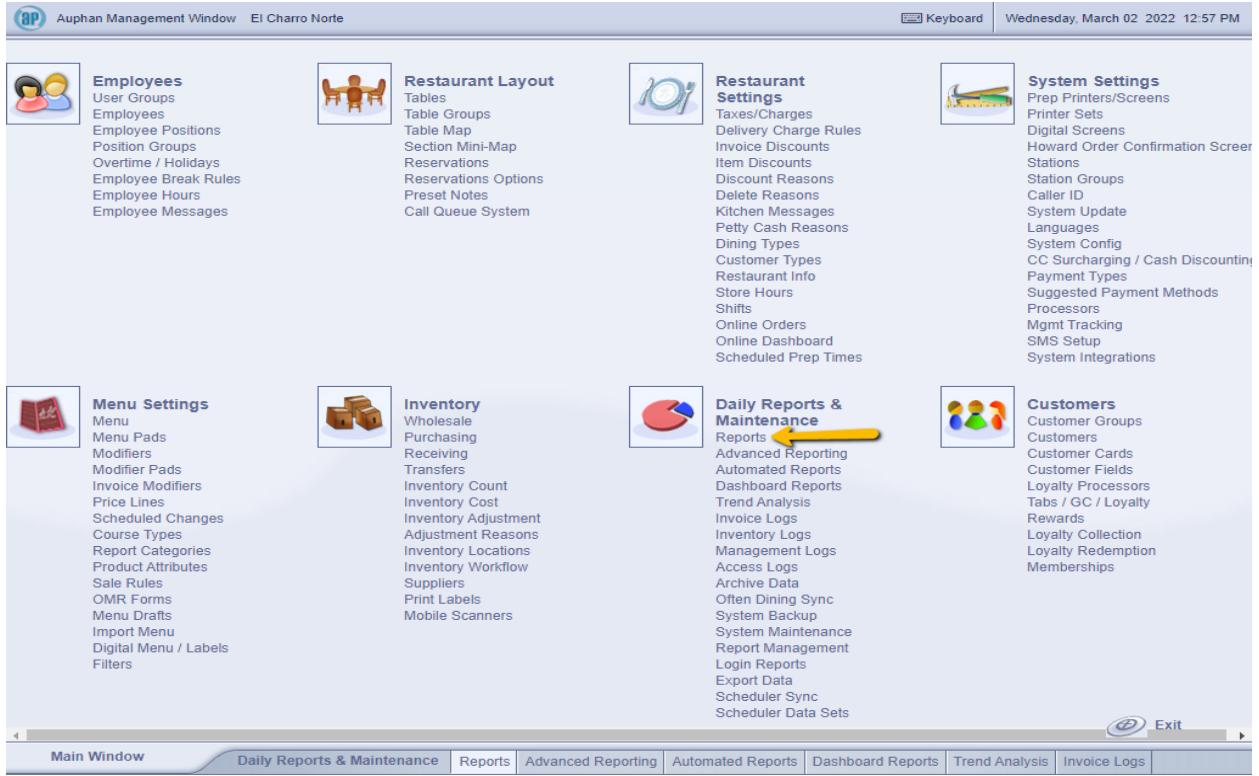 ap Auphan Management Window El Charro Norte Keyboard Wednesday, March 02 2022 12:57 PM
Employees
User Groups
Employees
Employee Positions
Position Groups
Overtime / Holidays
Employee Break Rules
Employee Hours
Employee Messages
Restaurant Layout
Tables
Table Groups
Table Map
Section Mini-Map
Reservations
Reservations Options
Preset Notes
Call Queue System
Restaurant
Settings
Taxes/Charges
Delivery Charge Rules
Invoice Discounts
Item Discounts
Discount Reasons
Delete Reasons
Kitchen Messages
Petty Cash Reasons
Dining Types
Customer Types
Restaurant Info
Store Hours
Shifts
Online Orders
Online Dashboard
Scheduled Prep Times
System Settings
Prep Printers/Screens
Printer Sets
Digital Screens
Howard Order Confirmation Screen
Stations
Station Groups
Caller ID
System Update
Languages
System Config
CC Surcharging / Cash Discounting
Payment Types
Suggested Payment Methods
Processors
Mgmt Tracking
SMS Setup
System Integrations
Menu Settings
Menu
Menu Pads
Modifiers
Modifier Pads
Invoice Modifiers
Price Lines
Scheduled Changes
Course Types
Report Categories
Product Attributes
Sale Rules
OMR Forms
Menu Drafts
Import Menu
Digital Menu / Labels
Filters
Inventory
Wholesale
Purchasing
Receiving
Transfers
Inventory Count
Inventory Cost
Inventory Adjustment
Adjustment Reasons
Inventory Locations
Inventory Workflow
Suppliers
Print Labels
Mobile Scanners
Daily Reports &
Maintenance
Reports
Advanced Reporting
Automated Reports
Dashboard Reports
Trend Analysis
Invoice Logs
Inventory Logs
Management Logs
Access Logs
Archive Data
Often Dining Sync
System Backup
System Maintenance
Report Management
Login Reports
Export Data
Scheduler Sync
Scheduler Data Sets
Customers
Customer Groups
Customers
Customer Cards
Customer Fields
Loyalty Processors
Tabs / GC / Loyalty
Rewards
Loyalty Collection
Loyalty Redemption
Memberships
Exit
Main Window Daily Reports & Maintenance Reports Advanced Reporting Automated Reports Dashboard Reports Trend Analysis Invoice Logs